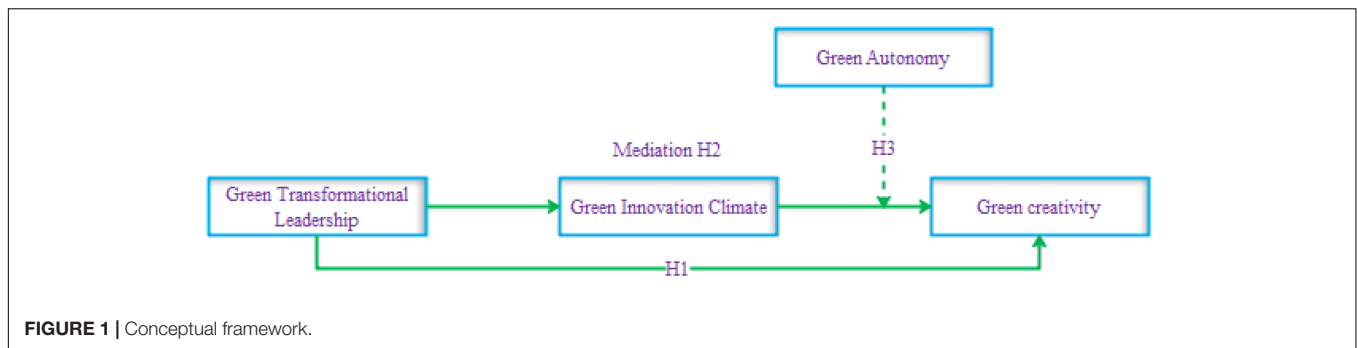 Green Autonomy
Mediation H2
H3
Green Transformational
Leadership
Green Innovation Climate
Green creativity
H1
FIGURE 1 | Conceptual framework.